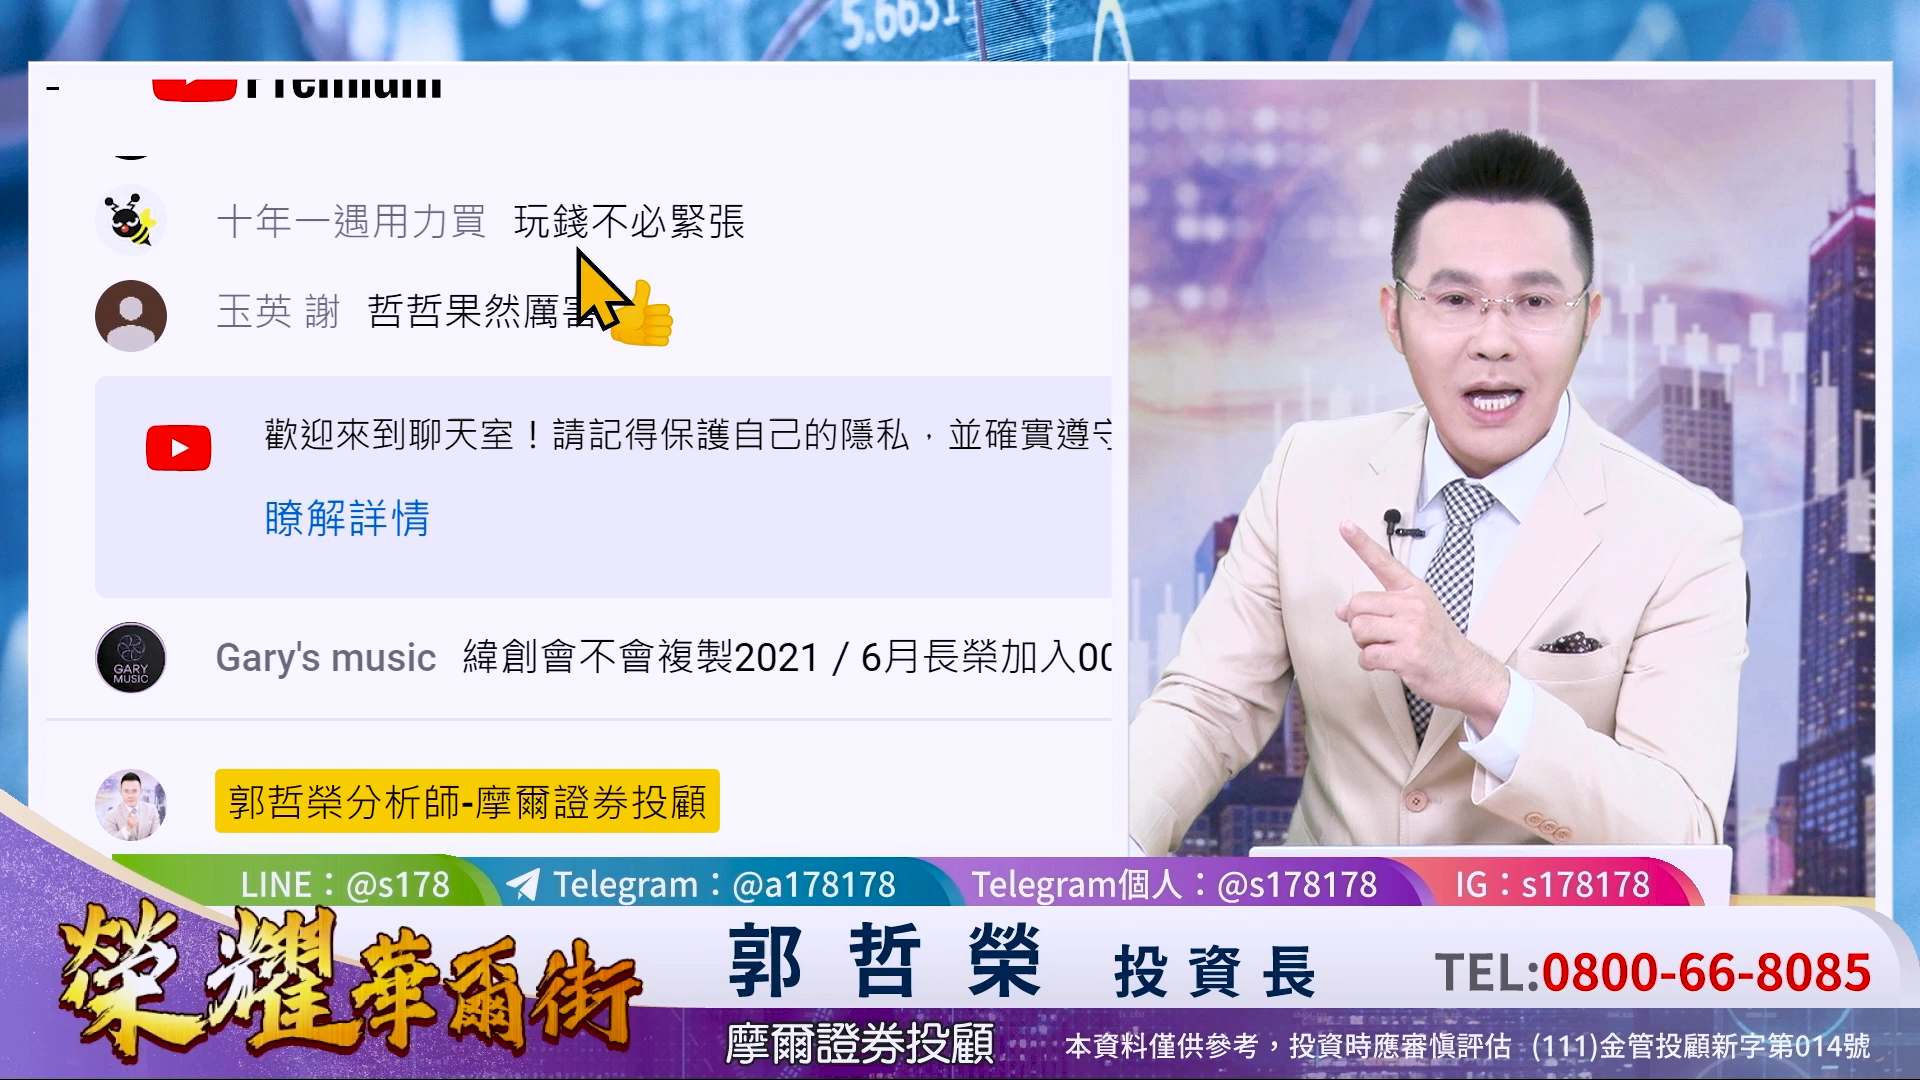 5.6631
Premium
十年一遇用力買 玩錢不必緊張
玉英 謝 哲哲果然厲害
歡迎來到聊天室！請記得保護自己的隱私，並確實遵守
瞭解詳情
GARY MUSIC
Gary's music 緯創會不會複製2021 / 6月長榮加入00
郭哲榮分析師-摩爾證券投顧
LINE：@s178 Telegram：@a178178 Telegram個人：@s178178 IG：s178178
榮耀華爾街
郭哲榮 投資長
TEL:0800-66-8085
摩爾證券投顧
本資料僅供參考，投資時應審慎評估 (111)金管投顧新字第014號